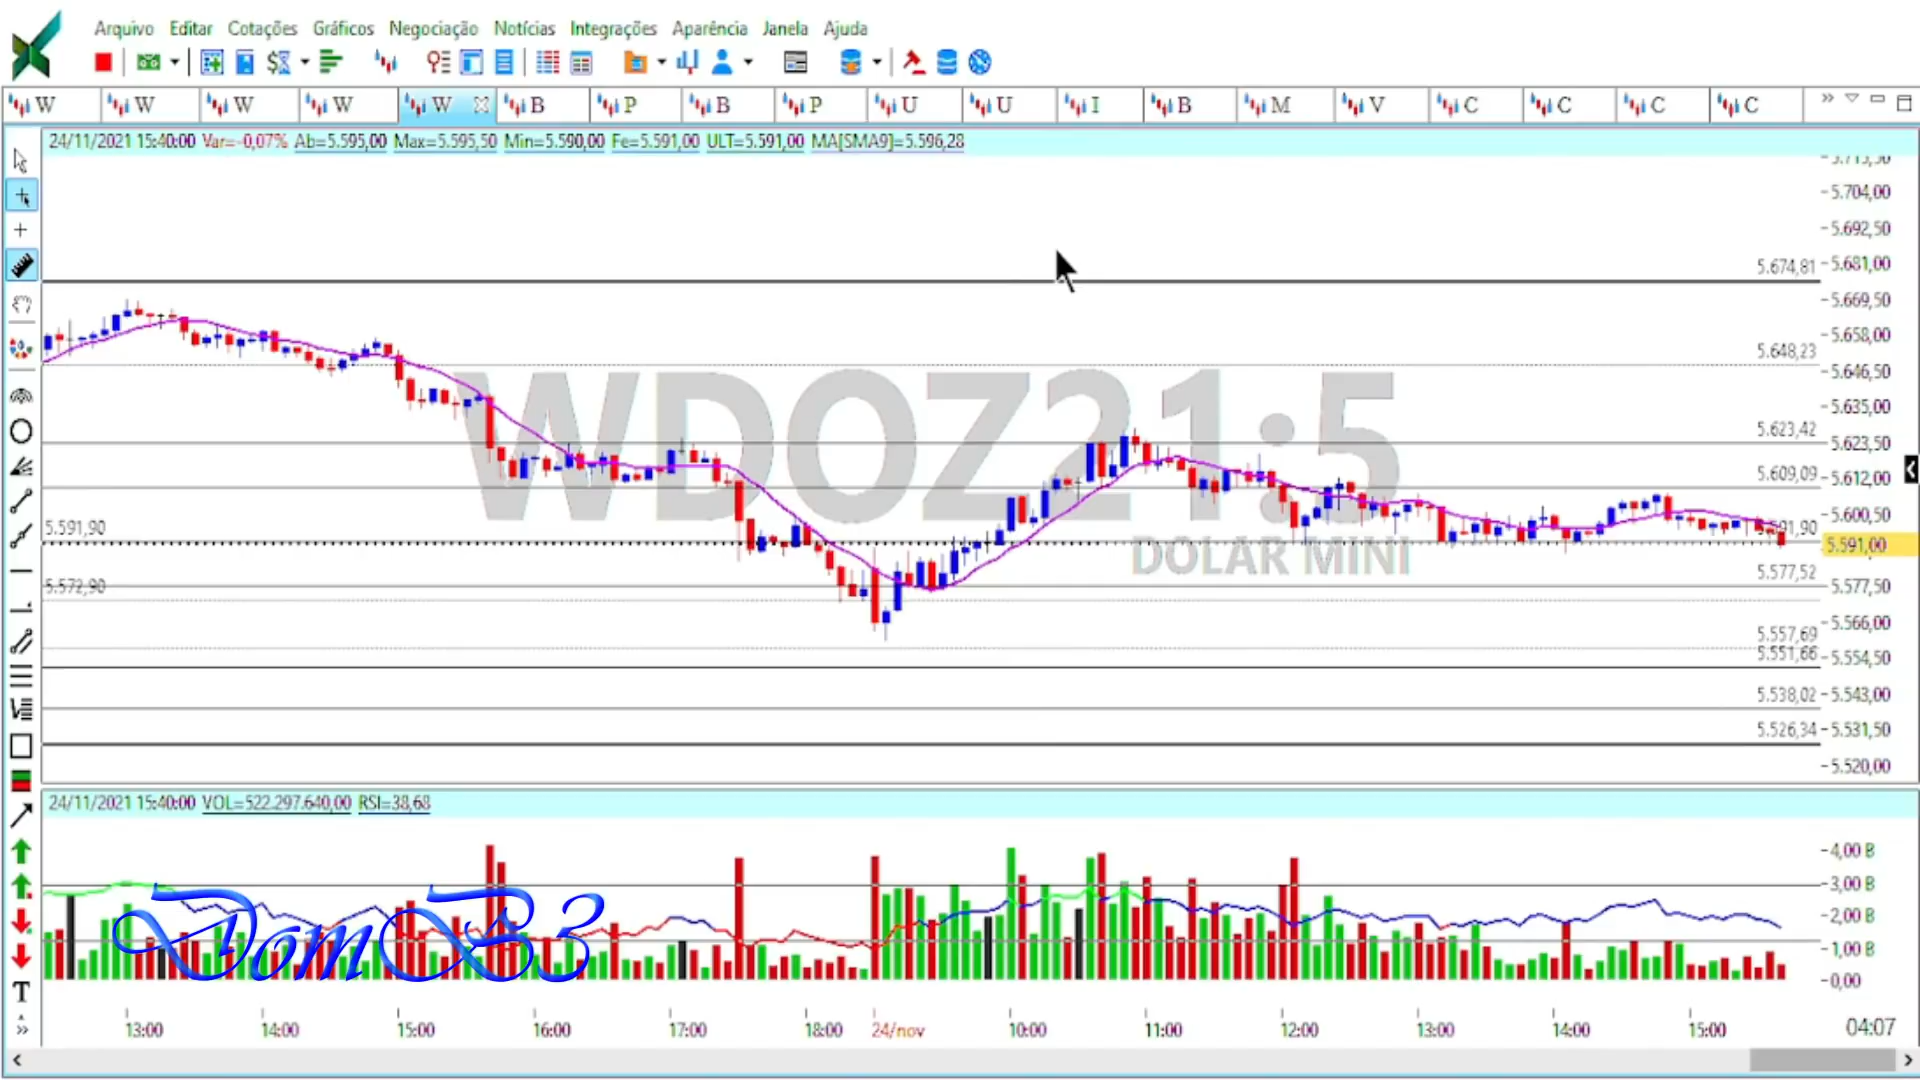 Arquivo Editar Cotações Gráficos Negociação Notícias Integrações Aparência Janela Ajuda
W W W W W B P B P U U I B M V C C C C
24/11/2021 15:40:00 Var=-0,07% Ab=5.595,00 Max=5.595,50 Min=5.590,00 Fe=5.591,00 ULT=5.591,00 MA[SMA9]=5.596,28
5.704,00
5.692,50
5.674,81 5.681,00
5.669,50
5.658,00
5.648,23
5.646,50
5.635,00
5.623,42
5.623,50
5.609,09 5.612,00
WDOZ21:5
5.600,50
5.591,90
5.591,00
DOLAR MINI
5.577,52
5.572,90 5.577,50
5.566,00
5.557,69
5.551,66 5.554,50
5.538,02 5.543,00
5.526,34 5.531,50
5.520,00
24/11/2021 15:40:00 VOL=522.297.640,00 RSI=38,68
4,00 B
3,00 B
2,00 B
DomB3
1,00 B
0,00
T
13:00 14:00 15:00 16:00 17:00 18:00 24/nov 10:00 11:00 12:00 13:00 14:00 15:00 04:07